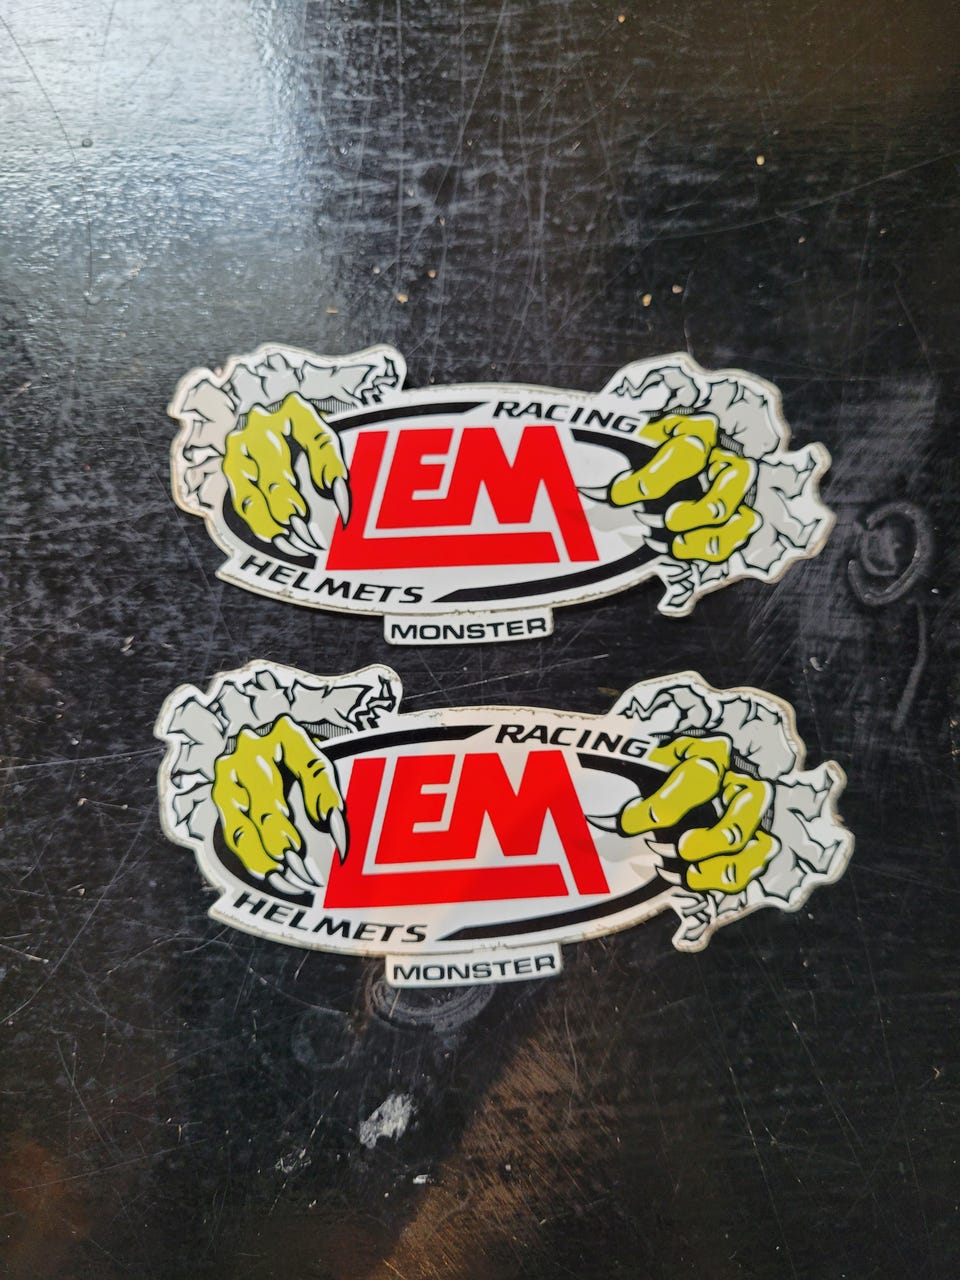 RACING
LEM
HELMETS
MONSTER
RACING
LEM
HELMETS
MONSTER